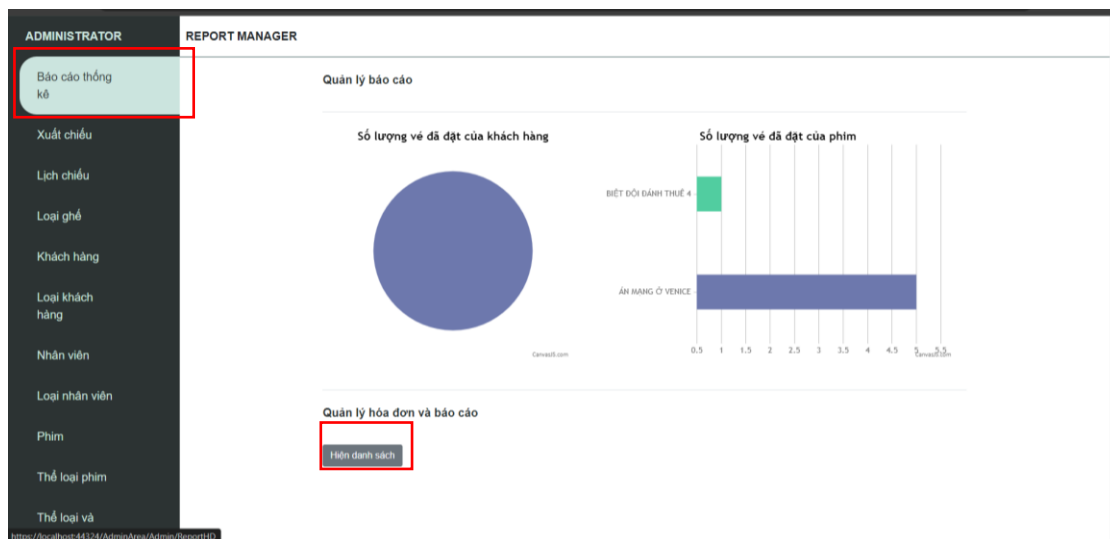 ADMINISTRATOR
REPORT MANAGER
Báo cáo thống
kê
Xuất chiếu
Lịch chiếu
Loại ghế
Khách hàng
Loại khách
hàng
Nhân viên
Loại nhân viên
Phim
Thể loại phim
Thể loại và
https://localhost:44324/AdminArea/Admin/ReportHD
Quản lý báo cáo
Số lượng vé đã đặt của khách hàng
CanvasJS.com
Số lượng vé đã đặt của phim
BIỆT ĐỘI ĐÁNH THUÊ 4
ÁN MẠNG Ở VENICE
0.5 1 1.5 2 2.5 3 3.5 4 4.5 5 5.5
CanvasJS.com
Quản lý hóa đơn và báo cáo
Hiện danh sách